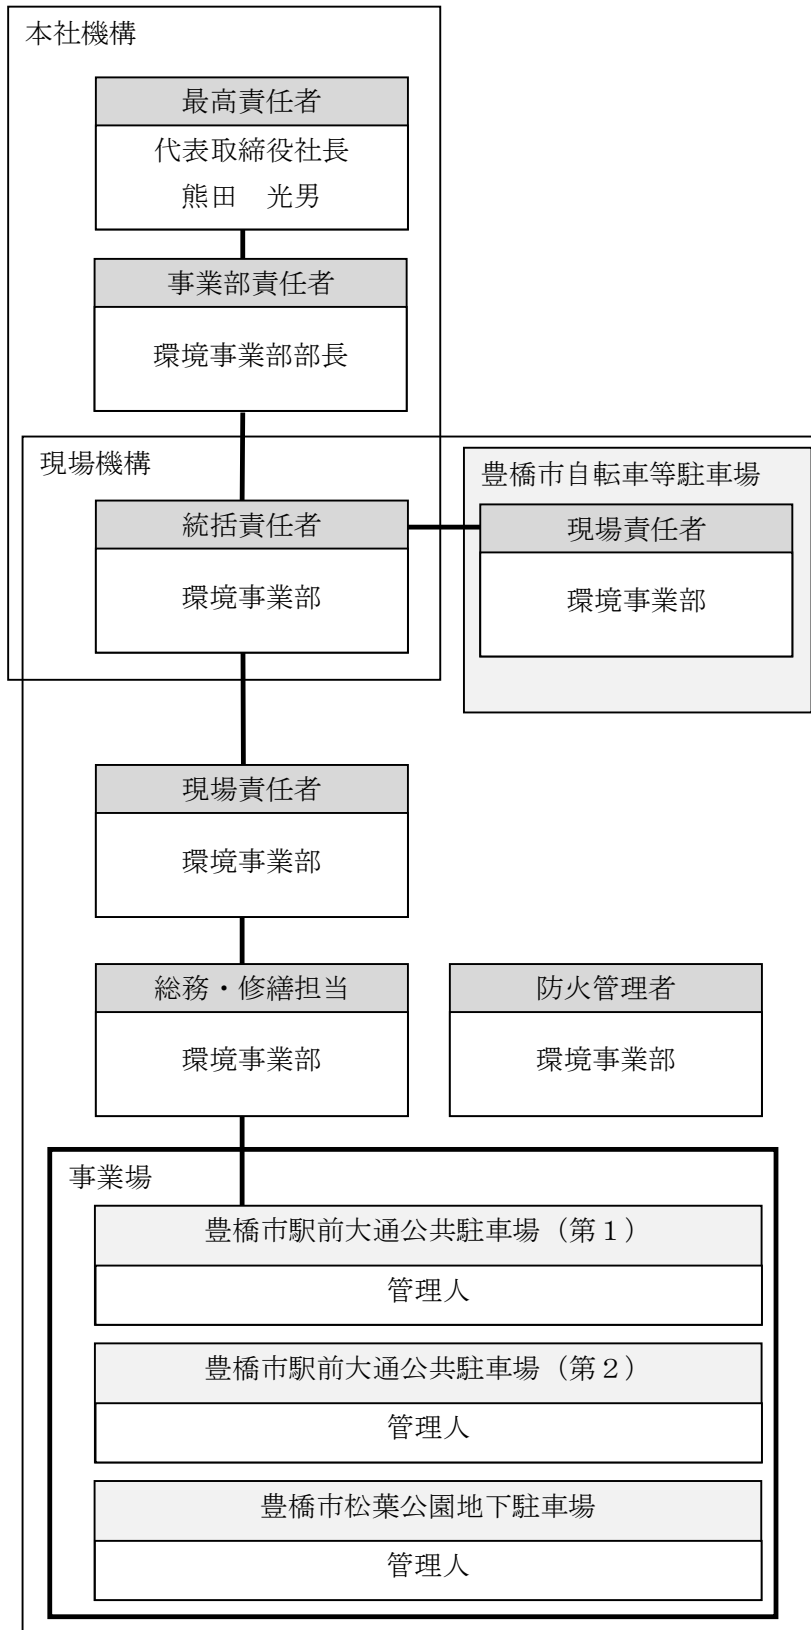 本社機構
最高責任者
代表取締役社長
熊田　光男
事業部責任者
環境事業部部長
現場機構
統括責任者
環境事業部
豊橋市自転車等駐車場
現場責任者
環境事業部
現場責任者
環境事業部
総務・修繕担当
環境事業部
防火管理者
環境事業部
事業場
豊橋市駅前大通公共駐車場（第１）
管理人
豊橋市駅前大通公共駐車場（第２）
管理人
豊橋市松葉公園地下駐車場
管理人